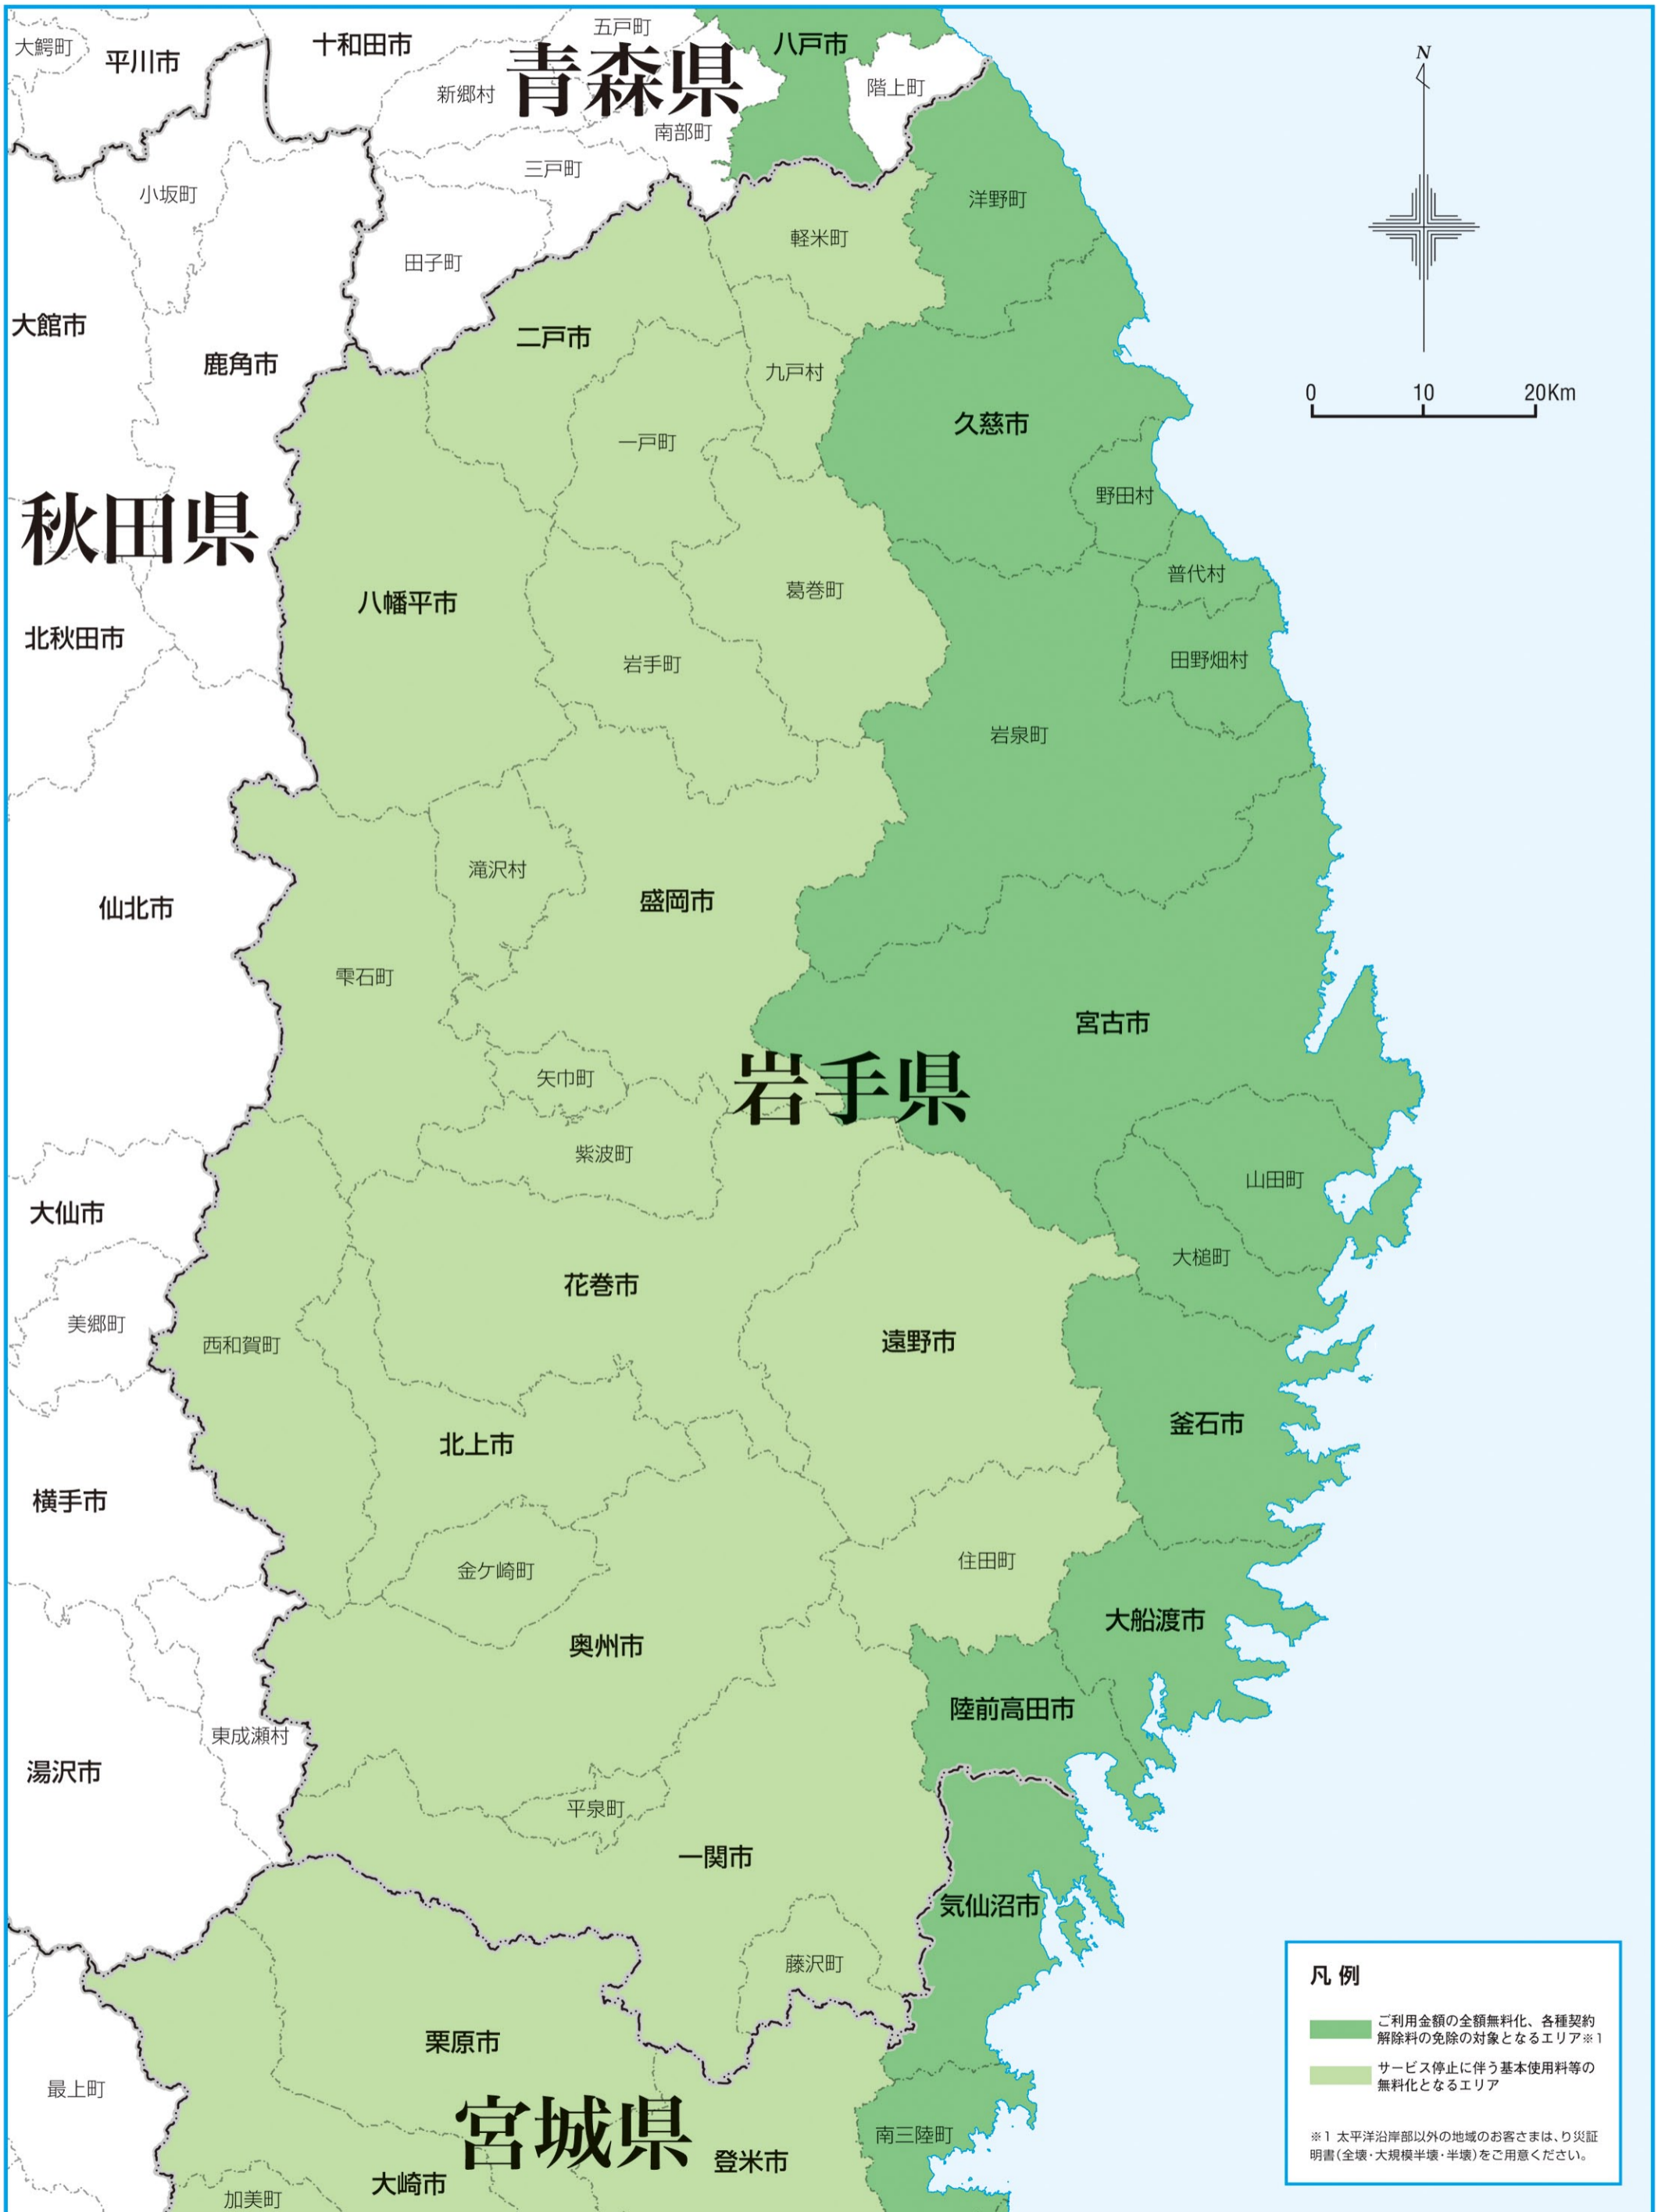 五戸町
大鰐町
平川市
十和田市
青森県
八戸市
新郷村
階上町
南部町
三戸町
小坂町
洋野町
N
軽米町
田子町
大館市
二戸市
鹿角市
九戸村
0 10 20Km
久慈市
一戸町
野田村
秋田県
普代村
葛巻町
八幡平市
北秋田市
田野畑村
岩手町
岩泉町
滝沢村
盛岡市
仙北市
雫石町
宮古市
矢巾町
岩手県
紫波町
山田町
大仙市
大槌町
花巻市
美郷町
西和賀町
遠野市
釜石市
北上市
横手市
住田町
金ケ崎町
大船渡市
奥州市
陸前高田市
東成瀬村
湯沢市
平泉町
一関市
気仙沼市
藤沢町
栗原市
最上町
宮城県
南三陸町
登米市
大崎市
加美町
凡例
ご利用金額の全額無料化、各種契約
解除料の免除の対象となるエリア※1
サービス停止に伴う基本使用料等の
無料化となるエリア
※1 太平洋沿岸部以外の地域のお客さまは、り災証
明書(全壊・大規模半壊・半壊)をご用意ください。